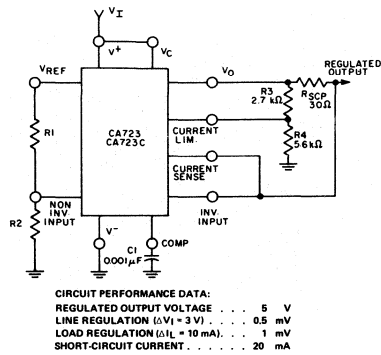 V_I
V+
V_C
V_REF
V_O
REGULATED OUTPUT
R3
2.7 kΩ
R_SCP
30Ω
R1
CA723
CA723C
CURRENT LIM.
R4
5.6 kΩ
CURRENT SENSE
NON INV. INPUT
INV. INPUT
R2
V-
C1
0.001 µF
COMP
CIRCUIT PERFORMANCE DATA:
REGULATED OUTPUT VOLTAGE . . . 5 V
LINE REGULATION (ΔV_I = 3 V) . . . . 0.5 mV
LOAD REGULATION (ΔI_L = 10 mA). . . 1 mV
SHORT-CIRCUIT CURRENT . . . . . . 20 mA